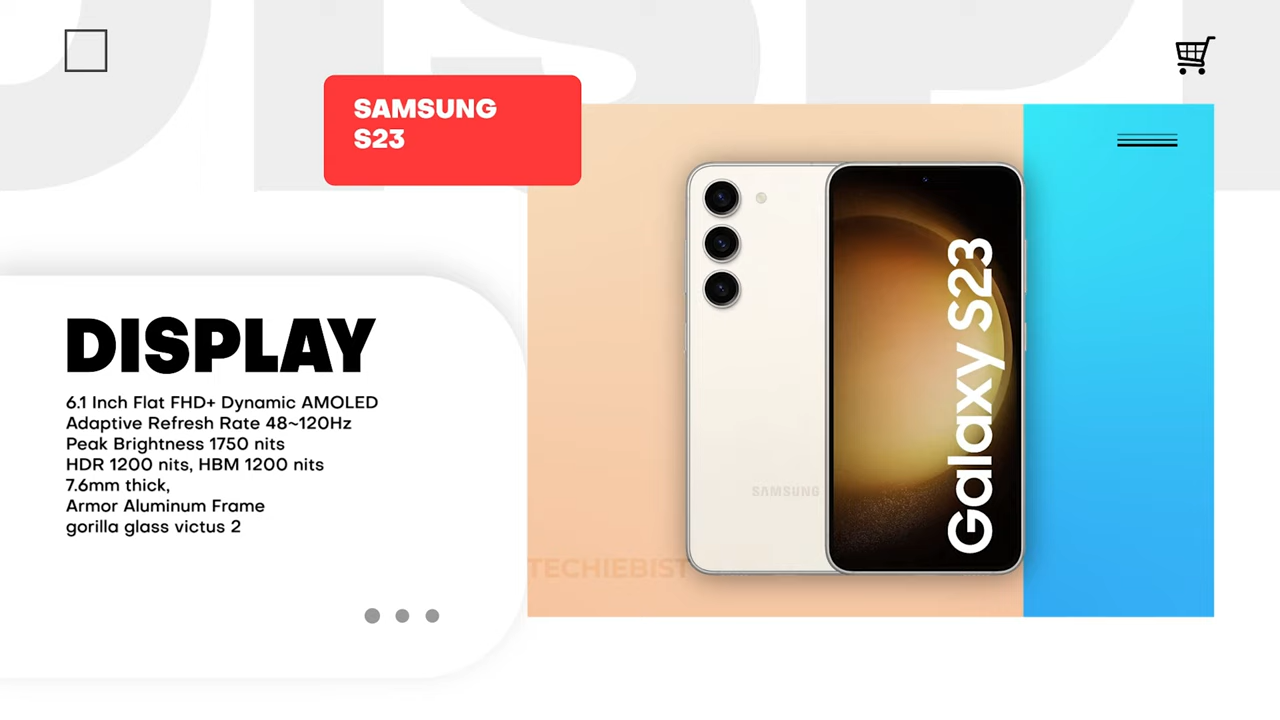 SAMSUNG
S23
DISPLAY
6.1 Inch Flat FHD+ Dynamic AMOLED
Adaptive Refresh Rate 48~120Hz
Peak Brightness 1750 nits
HDR 1200 nits, HBM 1200 nits
7.6mm thick,
Armor Aluminum Frame
gorilla glass victus 2
Galaxy S23
SAMSUNG
TECHIEBIST